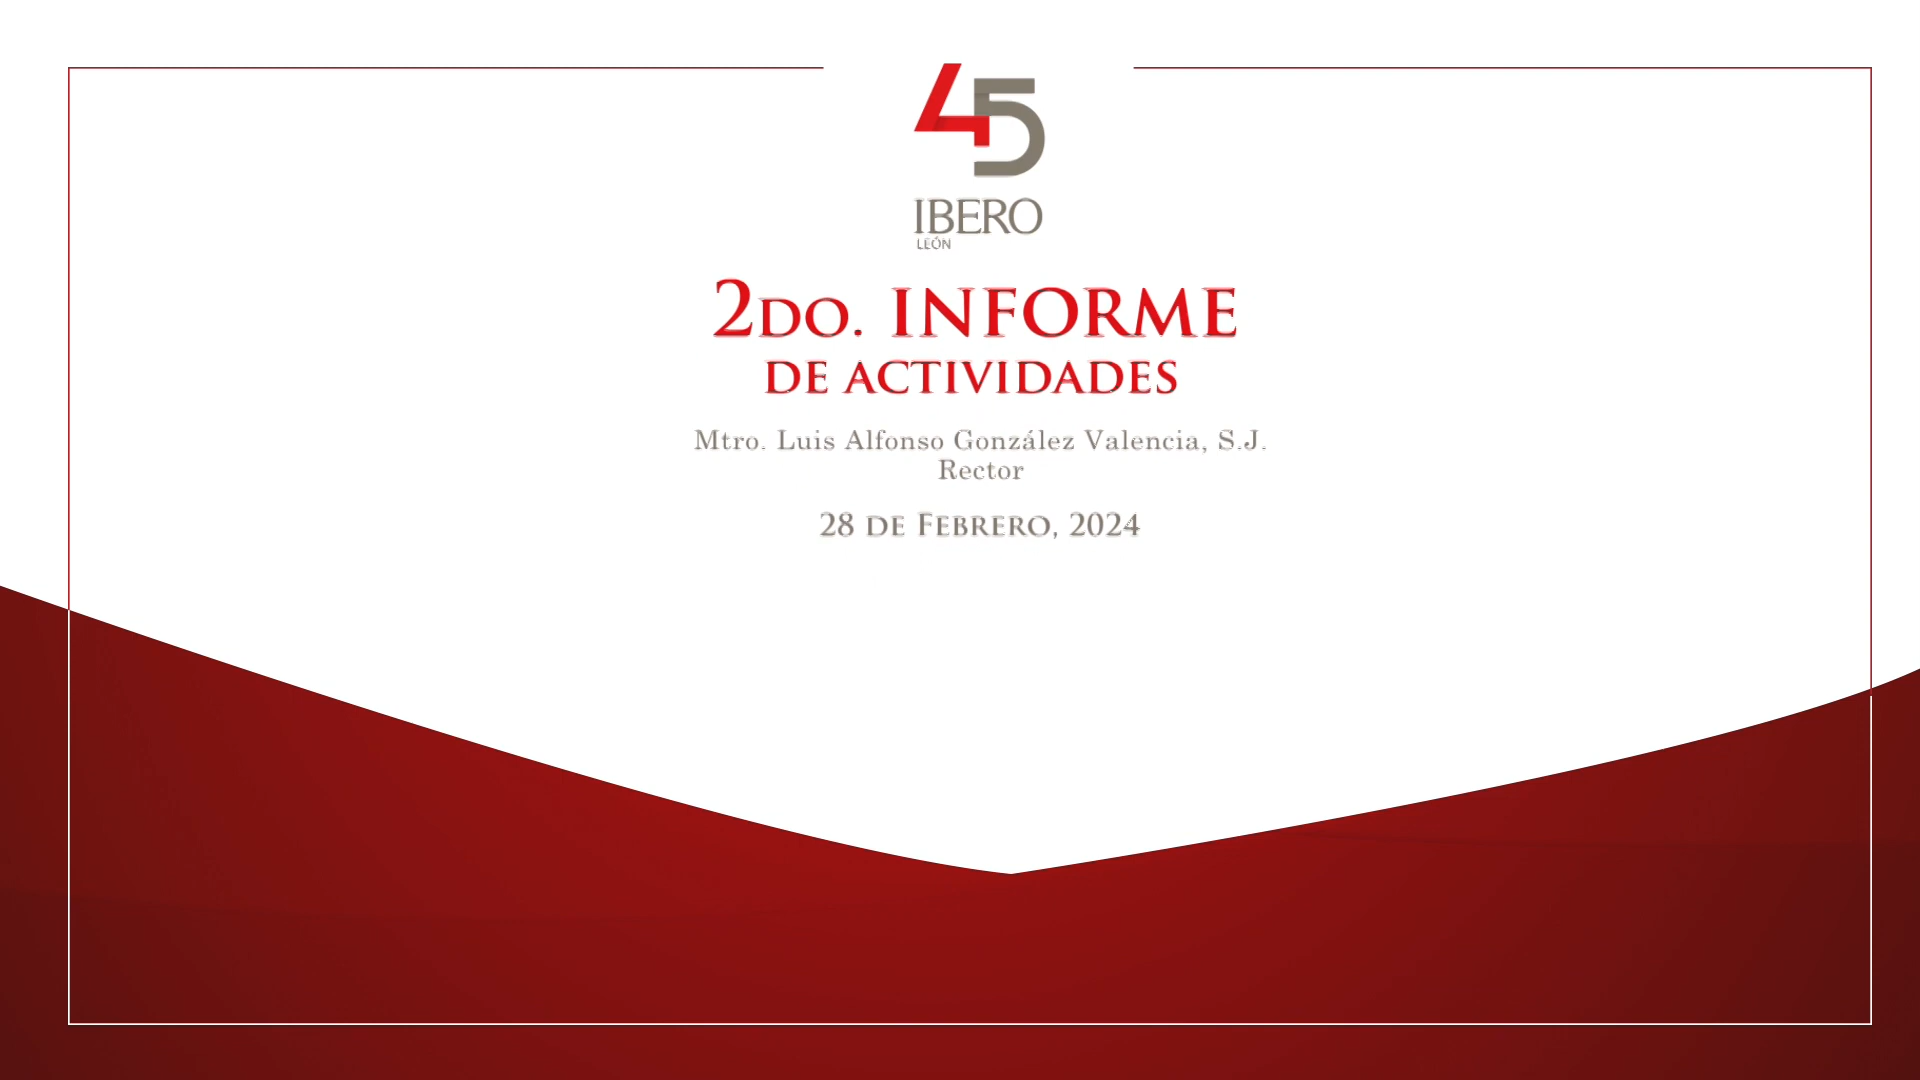 45
IBERO
LEÓN
2DO. INFORME
DE ACTIVIDADES
Mtro. Luis Alfonso González Valencia, S.J.
Rector
28 DE FEBRERO, 2024